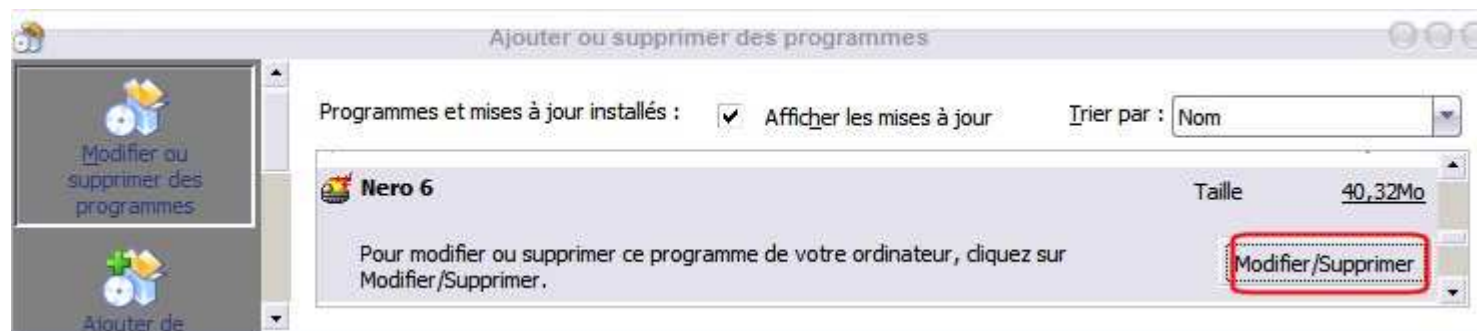 Ajouter ou supprimer des programmes
Modifier ou
supprimer des
programmes
Ajouter de
Programmes et mises à jour installés :
Afficher les mises à jour
Trier par :
Nom
Nero 6
Taille
40,32Mo
Pour modifier ou supprimer ce programme de votre ordinateur, cliquez sur
Modifier/Supprimer.
Modifier/Supprimer